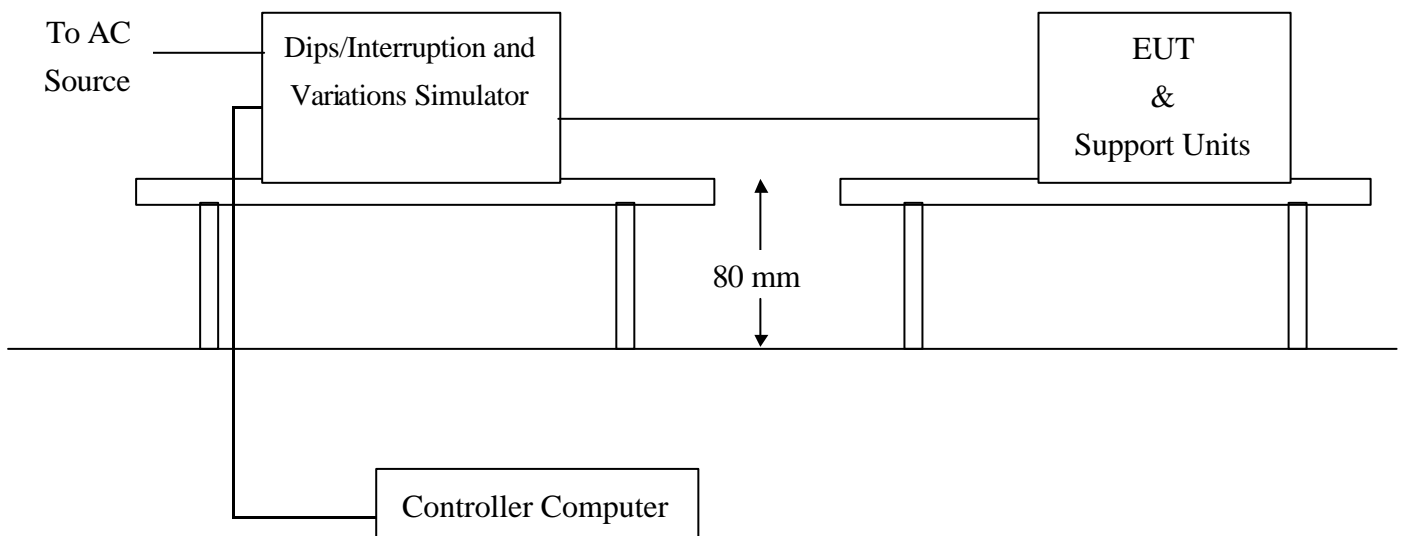 To AC
Source
Dips/Interruption and
Variations Simulator
EUT
&
Support Units
80 mm
Controller Computer